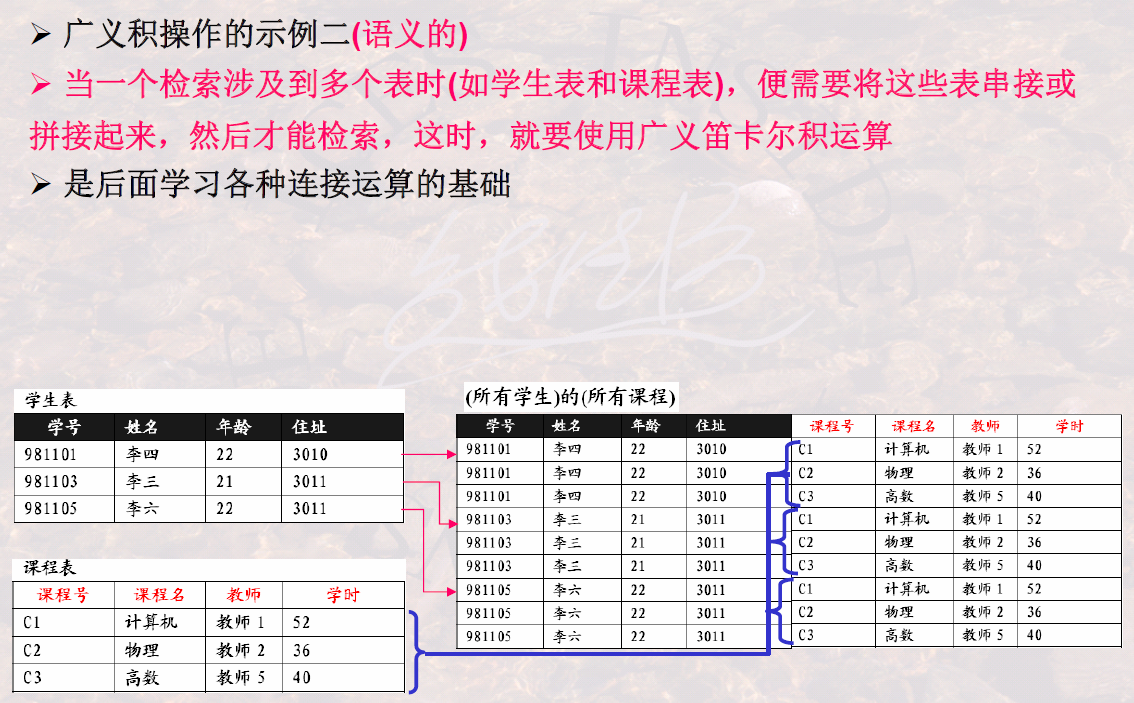 ➢ 广义积操作的示例二(语义的)
➢ 当一个检索涉及到多个表时(如学生表和课程表)，便需要将这些表串接或
拼接起来，然后才能检索，这时，就要使用广义笛卡尔积运算
➢ 是后面学习各种连接运算的基础
学生表
学号 姓名 年龄 住址
981101 李四 22 3010
981103 李三 21 3011
981105 李六 22 3011
课程表
课程号 课程名 教师 学时
C1 计算机 教师 1 52
C2 物理 教师 2 36
C3 高数 教师 5 40
(所有学生)的(所有课程)
学号 姓名 年龄 住址 课程号 课程名 教师 学时
981101 李四 22 3010 C1 计算机 教师 1 52
981101 李四 22 3010 C2 物理 教师 2 36
981101 李四 22 3010 C3 高数 教师 5 40
981103 李三 21 3011 C1 计算机 教师 1 52
981103 李三 21 3011 C2 物理 教师 2 36
981103 李三 21 3011 C3 高数 教师 5 40
981105 李六 22 3011 C1 计算机 教师 1 52
981105 李六 22 3011 C2 物理 教师 2 36
981105 李六 22 3011 C3 高数 教师 5 40